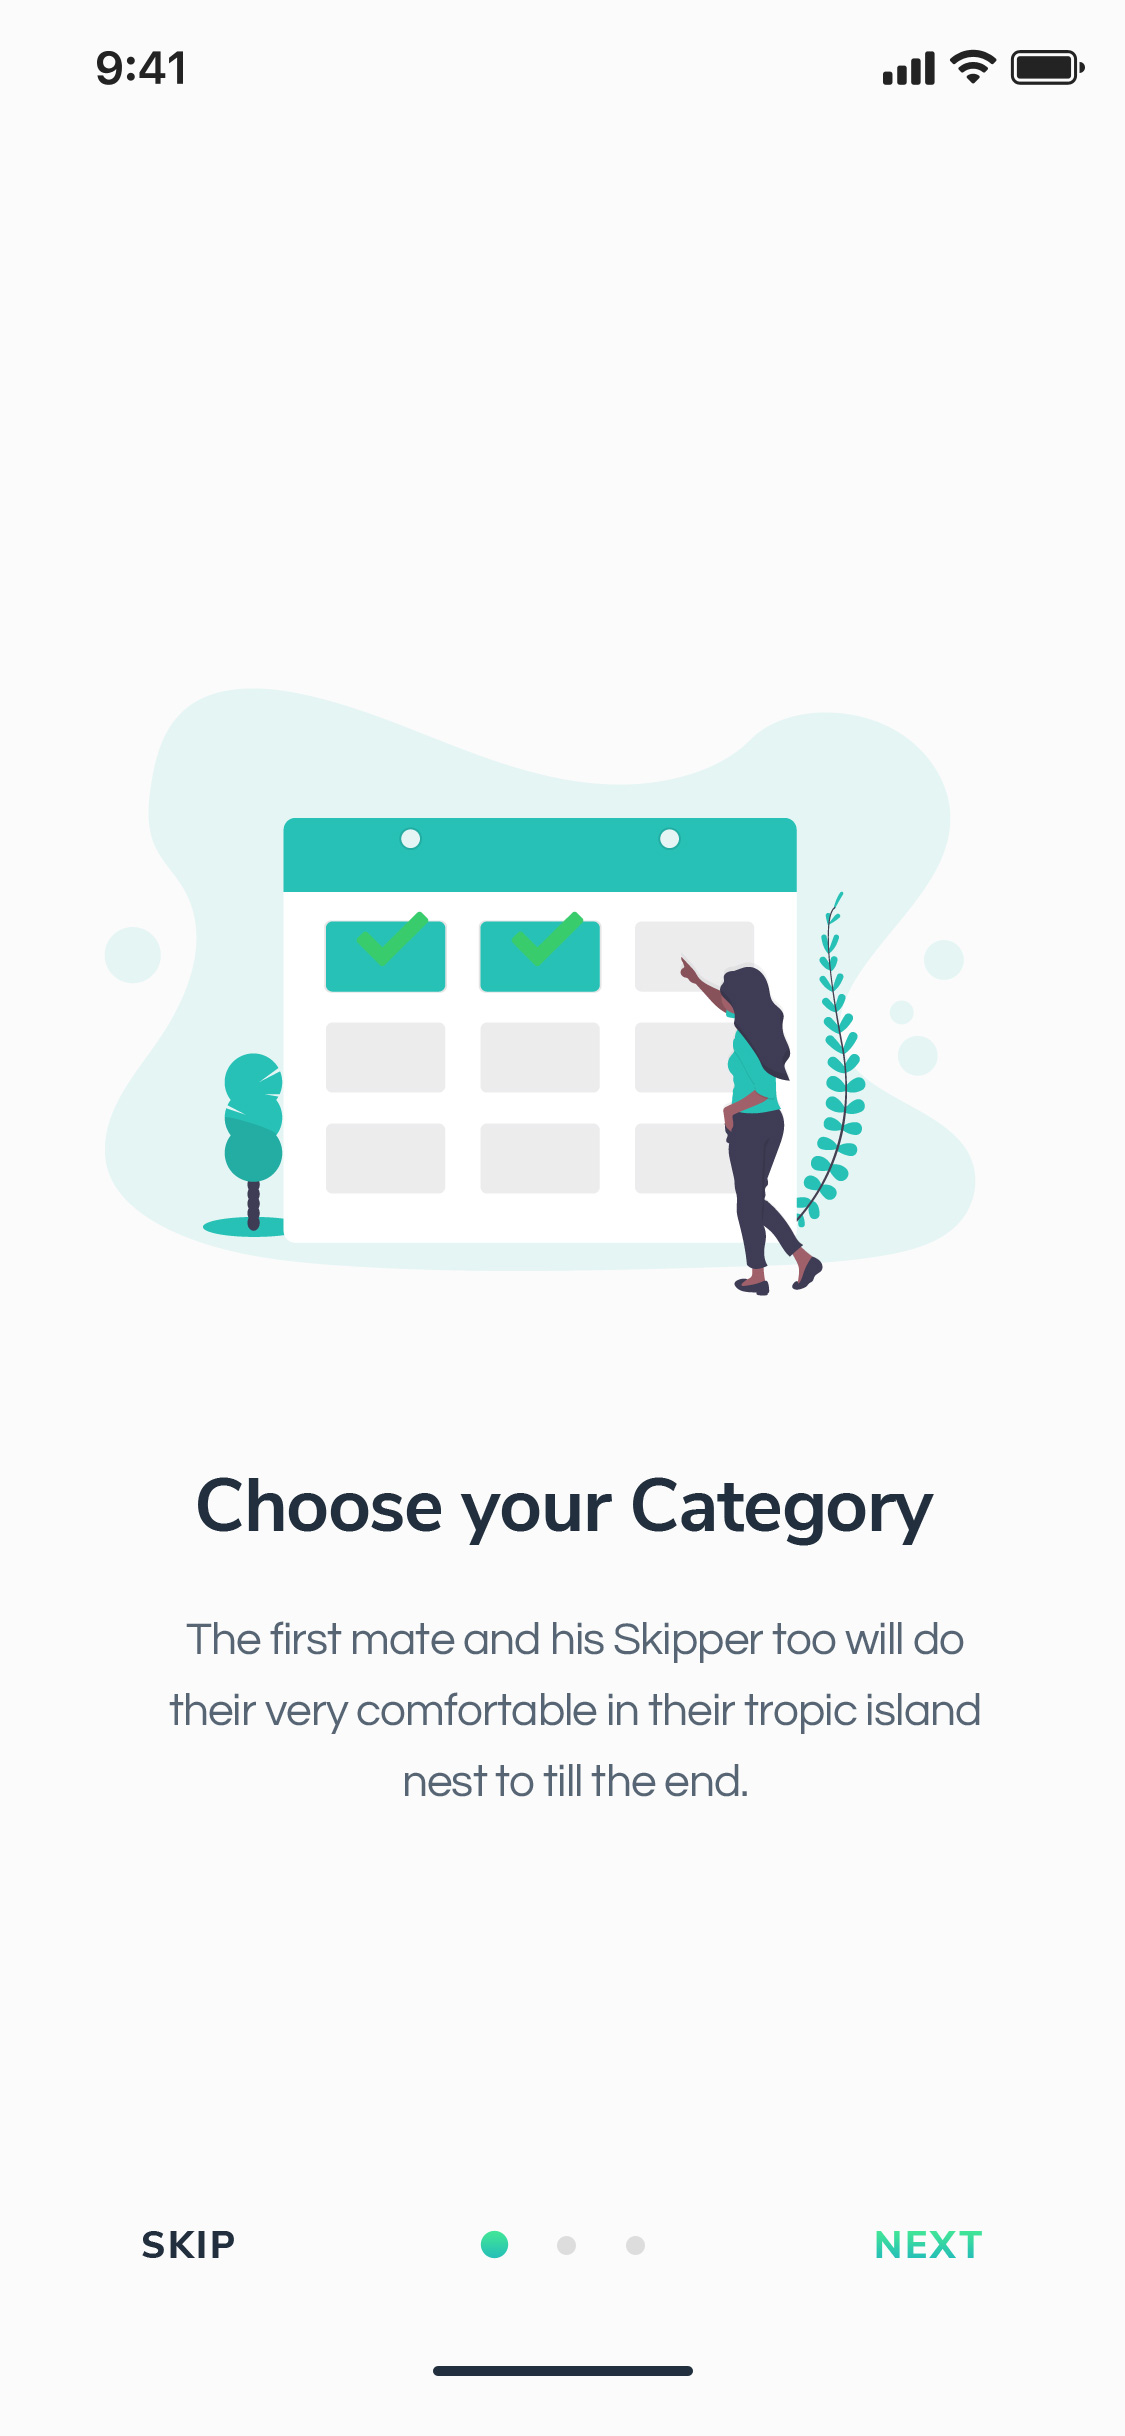 9:41
Choose your Category
The first mate and his Skipper too will do
their very comfortable in their tropic island
nest to till the end.
SKIP
NEXT